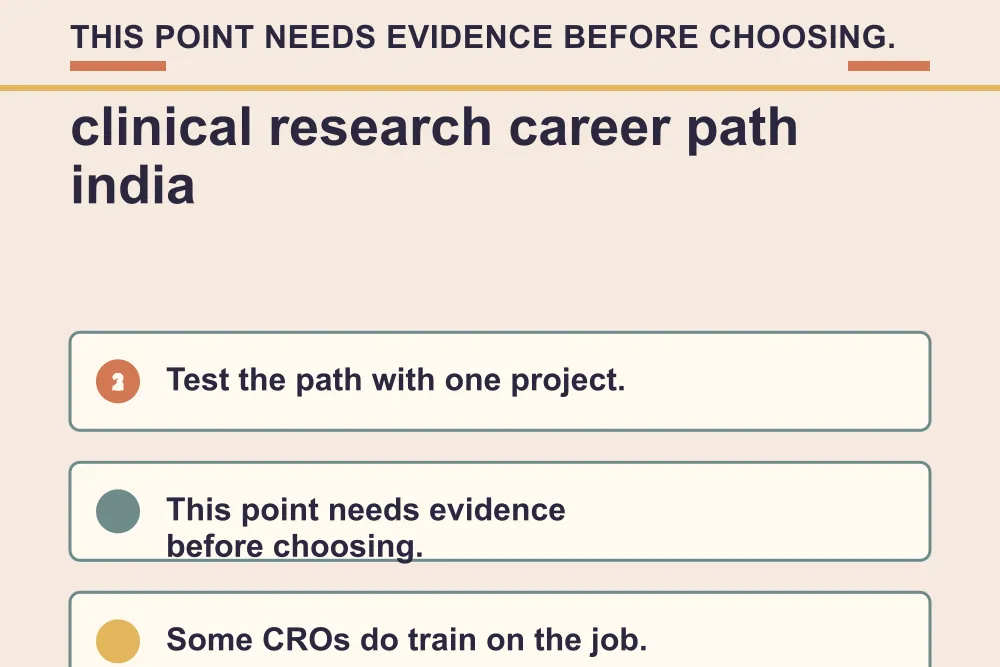 THIS POINT NEEDS EVIDENCE BEFORE CHOOSING.
clinical research career path
india
Test the path with one project.
This point needs evidence
before choosing.
Some CROs do train on the job.